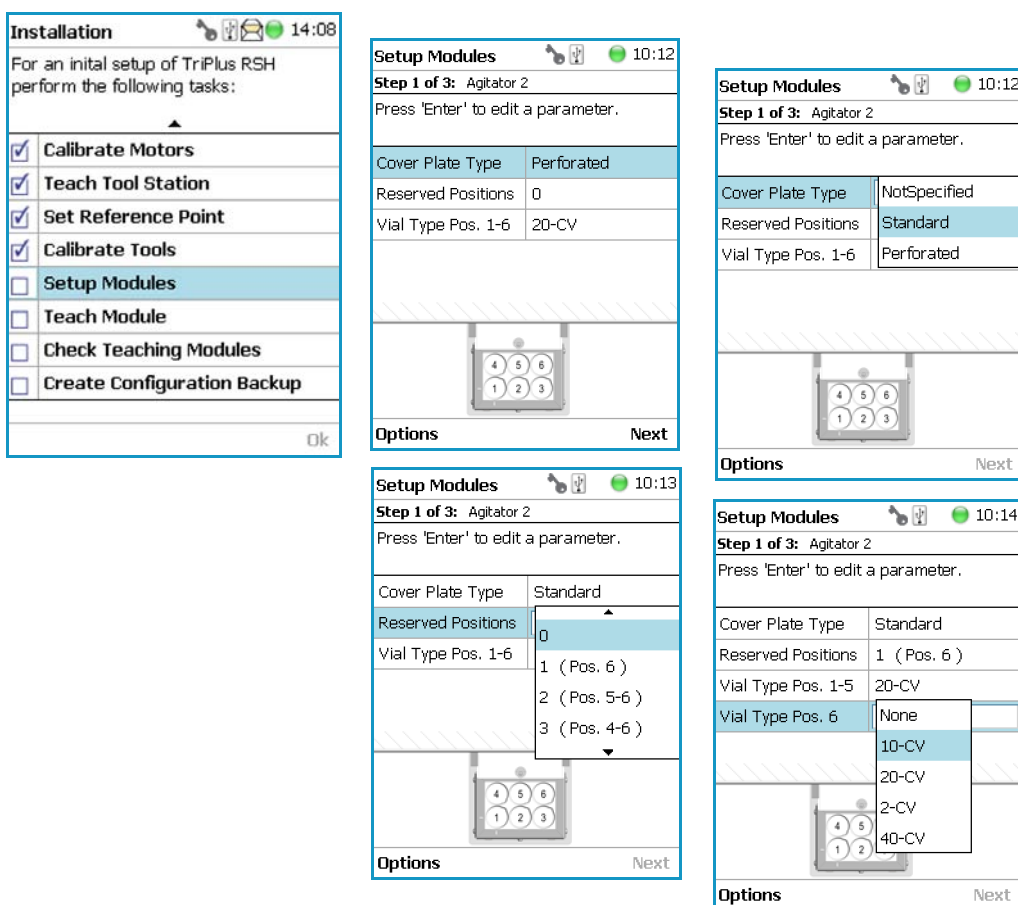 Installation 14:08
For an inital setup of TriPlus RSH
perform the following tasks:
Calibrate Motors
Teach Tool Station
Set Reference Point
Calibrate Tools
Setup Modules
Teach Module
Check Teaching Modules
Create Configuration Backup
Ok
Setup Modules 10:12
Step 1 of 3: Agitator 2
Press 'Enter' to edit a parameter.
Cover Plate Type Perforated
Reserved Positions 0
Vial Type Pos. 1-6 20-CV
4 5 6
1 2 3
Options Next
Setup Modules 10:12
Step 1 of 3: Agitator 2
Press 'Enter' to edit a parameter.
Cover Plate Type NotSpecified
Reserved Positions Standard
Vial Type Pos. 1-6 Perforated
4 5 6
1 2 3
Options Next
Setup Modules 10:13
Step 1 of 3: Agitator 2
Press 'Enter' to edit a parameter.
Cover Plate Type Standard
Reserved Positions 0
Vial Type Pos. 1-6 1 ( Pos. 6 )
2 ( Pos. 5-6 )
3 ( Pos. 4-6 )
4 5 6
1 2 3
Options Next
Setup Modules 10:14
Step 1 of 3: Agitator 2
Press 'Enter' to edit a parameter.
Cover Plate Type Standard
Reserved Positions 1 ( Pos. 6 )
Vial Type Pos. 1-5 20-CV
Vial Type Pos. 6 None
10-CV
20-CV
2-CV
40-CV
4 5
1 2
Options Next